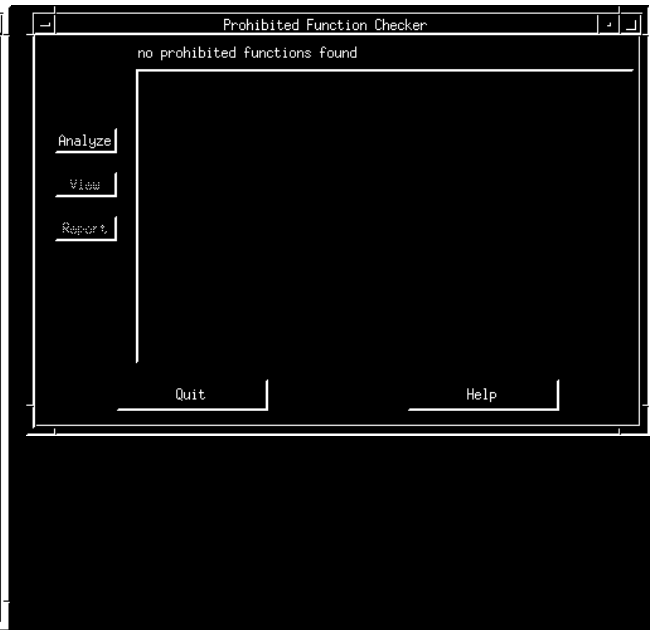 Prohibited Function Checker
no prohibited functions found
Analyze
View
Report
Quit
Help